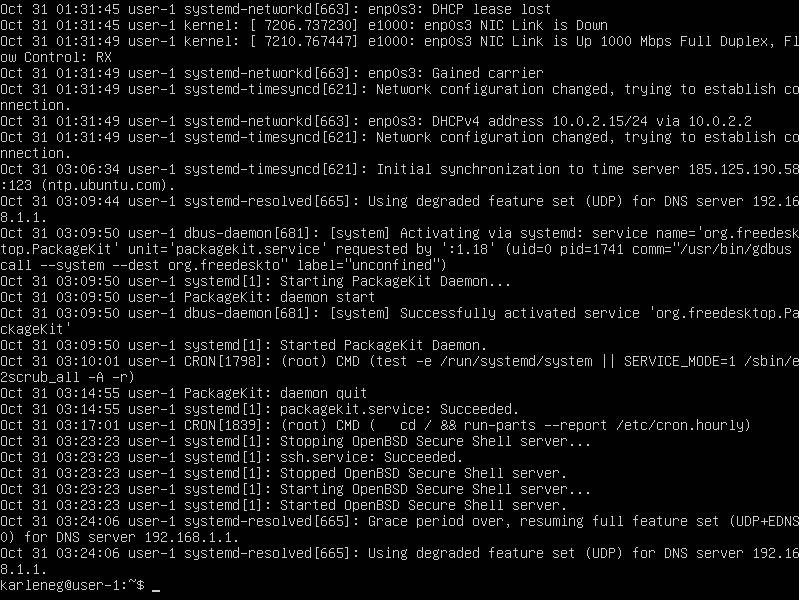 Oct 31 01:31:45 user-1 systemd-networkd[663]: enp0s3: DHCP lease lost
Oct 31 01:31:45 user-1 kernel: [ 7206.737230] e1000: enp0s3 NIC Link is Down
Oct 31 01:31:49 user-1 kernel: [ 7210.767447] e1000: enp0s3 NIC Link is Up 1000 Mbps Full Duplex, Fl
ow Control: RX
Oct 31 01:31:49 user-1 systemd-networkd[663]: enp0s3: Gained carrier
Oct 31 01:31:49 user-1 systemd-timesyncd[621]: Network configuration changed, trying to establish co
nnection.
Oct 31 01:31:49 user-1 systemd-networkd[663]: enp0s3: DHCPv4 address 10.0.2.15/24 via 10.0.2.2
Oct 31 01:31:49 user-1 systemd-timesyncd[621]: Network configuration changed, trying to establish co
nnection.
Oct 31 03:06:34 user-1 systemd-timesyncd[621]: Initial synchronization to time server 185.125.190.58
:123 (ntp.ubuntu.com).
Oct 31 03:09:44 user-1 systemd-resolved[665]: Using degraded feature set (UDP) for DNS server 192.16
8.1.1.
Oct 31 03:09:50 user-1 dbus-daemon[681]: [system] Activating via systemd: service name='org.freedesk
top.PackageKit' unit='packagekit.service' requested by ':1.18' (uid=0 pid=1741 comm="/usr/bin/gdbus
call --system --dest org.freedeskto" label="unconfined")
Oct 31 03:09:50 user-1 systemd[1]: Starting PackageKit Daemon...
Oct 31 03:09:50 user-1 PackageKit: daemon start
Oct 31 03:09:50 user-1 dbus-daemon[681]: [system] Successfully activated service 'org.freedesktop.Pa
ckageKit'
Oct 31 03:09:50 user-1 systemd[1]: Started PackageKit Daemon.
Oct 31 03:10:01 user-1 CRON[1798]: (root) CMD (test -e /run/systemd/system || SERVICE_MODE=1 /sbin/e
2scrub_all -A -r)
Oct 31 03:14:55 user-1 PackageKit: daemon quit
Oct 31 03:14:55 user-1 systemd[1]: packagekit.service: Succeeded.
Oct 31 03:17:01 user-1 CRON[1839]: (root) CMD (   cd / && run-parts --report /etc/cron.hourly)
Oct 31 03:23:23 user-1 systemd[1]: Stopping OpenBSD Secure Shell server...
Oct 31 03:23:23 user-1 systemd[1]: ssh.service: Succeeded.
Oct 31 03:23:23 user-1 systemd[1]: Stopped OpenBSD Secure Shell server.
Oct 31 03:23:23 user-1 systemd[1]: Starting OpenBSD Secure Shell server...
Oct 31 03:23:23 user-1 systemd[1]: Started OpenBSD Secure Shell server.
Oct 31 03:24:06 user-1 systemd-resolved[665]: Grace period over, resuming full feature set (UDP+EDNS
0) for DNS server 192.168.1.1.
Oct 31 03:24:06 user-1 systemd-resolved[665]: Using degraded feature set (UDP) for DNS server 192.16
8.1.1.
karleneg@user-1:~$ _